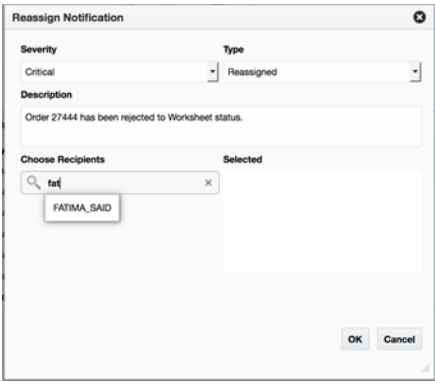 Reassign Notification
Severity Type
Critical Reassigned
Description
Order 27444 has been rejected to Worksheet status.
Choose Recipients Selected
fat
FATIMA_SAID
OK Cancel